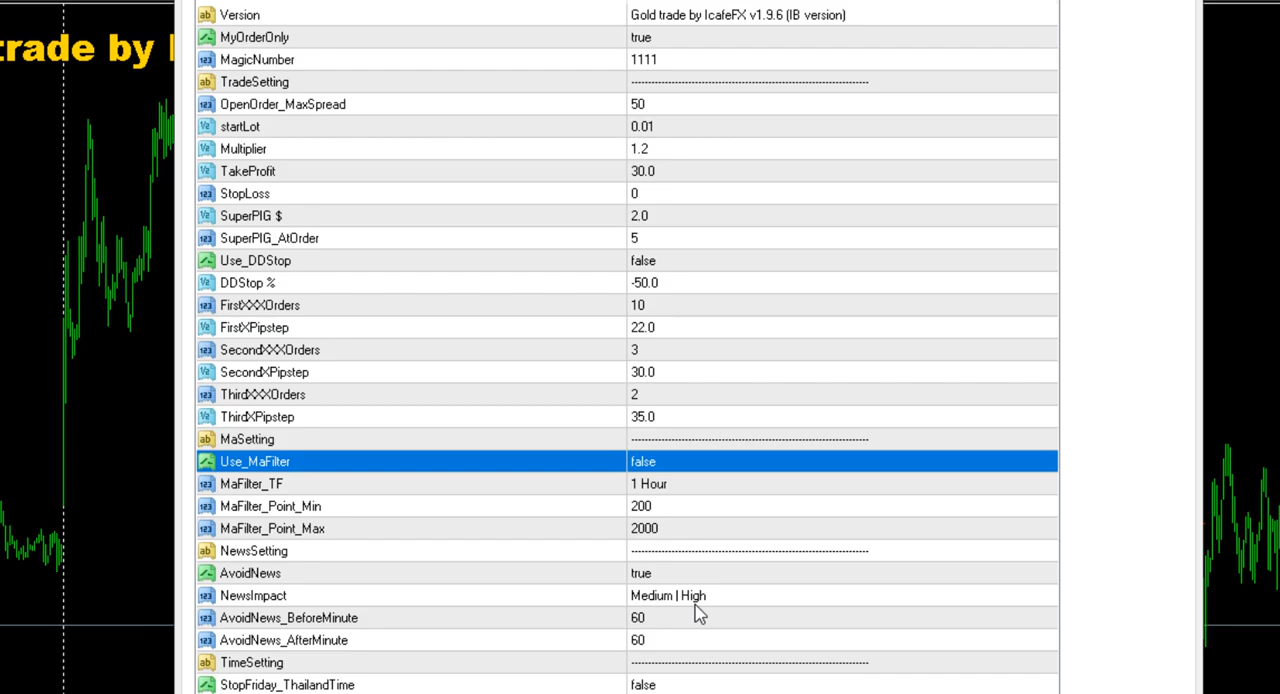 trade by
Version Gold trade by IcafeFX v1.9.6 (IB version)
MyOrderOnly true
MagicNumber 1111
TradeSetting ------------------------------------------------------------
OpenOrder_MaxSpread 50
startLot 0.01
Multiplier 1.2
TakeProfit 30.0
StopLoss 0
SuperPIG $ 2.0
SuperPIG_AtOrder 5
Use_DDStop false
DDStop % -50.0
FirstXXXOrders 10
FirstXPipstep 22.0
SecondXXXOrders 3
SecondXPipstep 30.0
ThirdXXXOrders 2
ThirdXPipstep 35.0
MaSetting ------------------------------------------------------------
Use_MaFilter false
MaFilter_TF 1 Hour
MaFilter_Point_Min 200
MaFilter_Point_Max 2000
NewsSetting ------------------------------------------------------------
AvoidNews true
NewsImpact Medium | High
AvoidNews_BeforeMinute 60
AvoidNews_AfterMinute 60
TimeSetting ------------------------------------------------------------
StopFriday_ThailandTime false